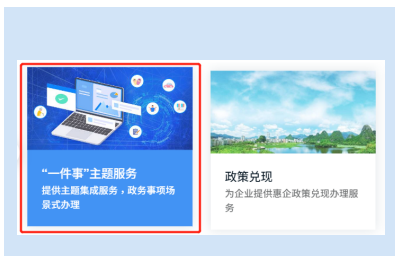 “一件事”主题服务
提供主题集成服务，政务事项场
景式办理
政策兑现
为企业提供惠企政策兑现办理服
务